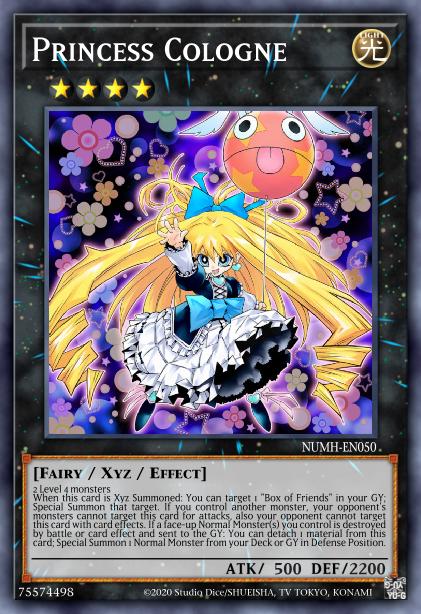 PRINCESS COLOGNE
LIGHT
光
NUMH-EN050
[FAIRY / XYZ / EFFECT]
2 Level 4 monsters
When this card is Xyz Summoned: You can target 1 "Box of Friends" in your GY;
Special Summon that target. If you control another monster, your opponent's
monsters cannot target this card for attacks, also your opponent cannot target
this card with card effects. If a face-up Normal Monster(s) you control is destroyed
by battle or card effect and sent to the GY: You can detach 1 material from this
card; Special Summon 1 Normal Monster from your Deck or GY in Defense Position.
ATK/ 500 DEF/2200
75574498 ©2020 Studio Dice/SHUEISHA, TV TOKYO, KONAMI